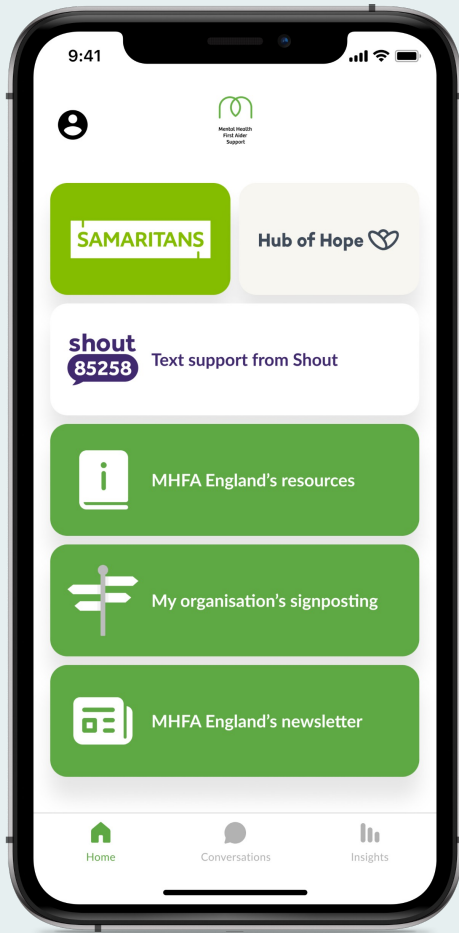 9:41
Mental Health
First Aider
Support
SAMARITANS
Hub of Hope
shout
85258
Text support from Shout
i
MHFA England's resources
My organisation's signposting
MHFA England's newsletter
Home
Conversations
Insights